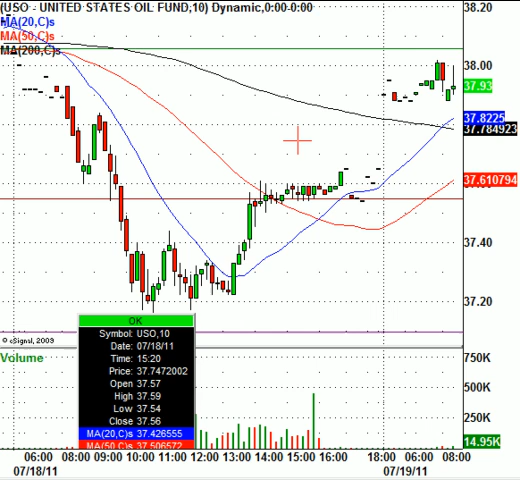 (USO - UNITED STATES OIL FUND,10) Dynamic,0:00-0:00
MA(20,C)s
MA(50,C)s
MA(200,C)s
38.20
38.00
37.93
37.8225
37.784923
37.610794
37.40
37.20
© eSignal, 2009
OK
Symbol: USO,10
Date: 07/18/11
Time: 15:20
Price: 37.7472002
Open 37.57
High 37.59
Low 37.54
Close 37.56
MA(20,C)s 37.426555
MA(50,C)s 37.506572
Volume
750K
500K
250K
14.95K
06:00 08:00 09:00 10:00 11:00 12:00 13:00 14:00 15:00 16:00 18:00 06:00 08:00
07/18/11 07/19/11